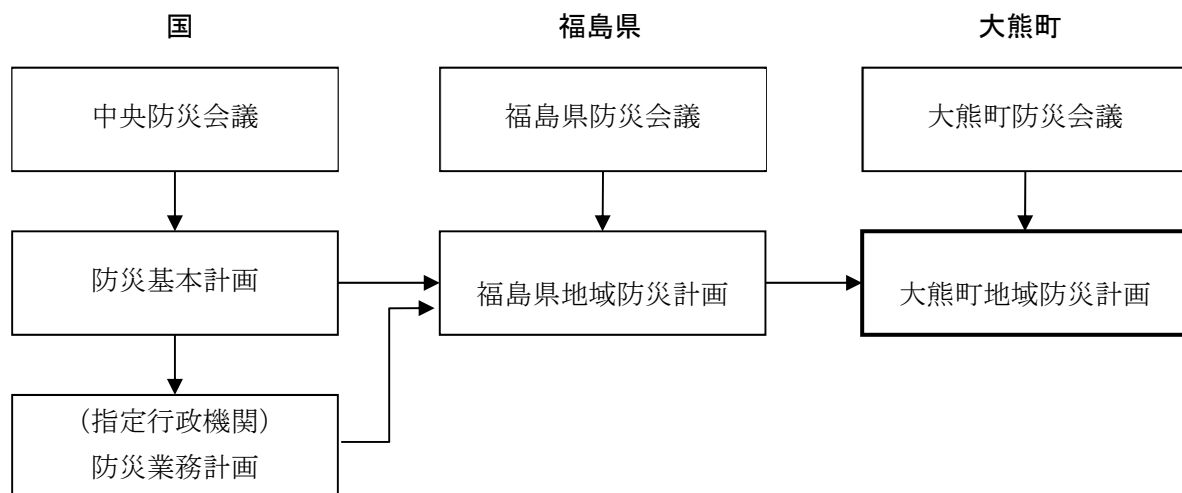 国
福島県
大熊町
中央防災会議
福島県防災会議
大熊町防災会議
防災基本計画
福島県地域防災計画
大熊町地域防災計画
（指定行政機関）
防災業務計画